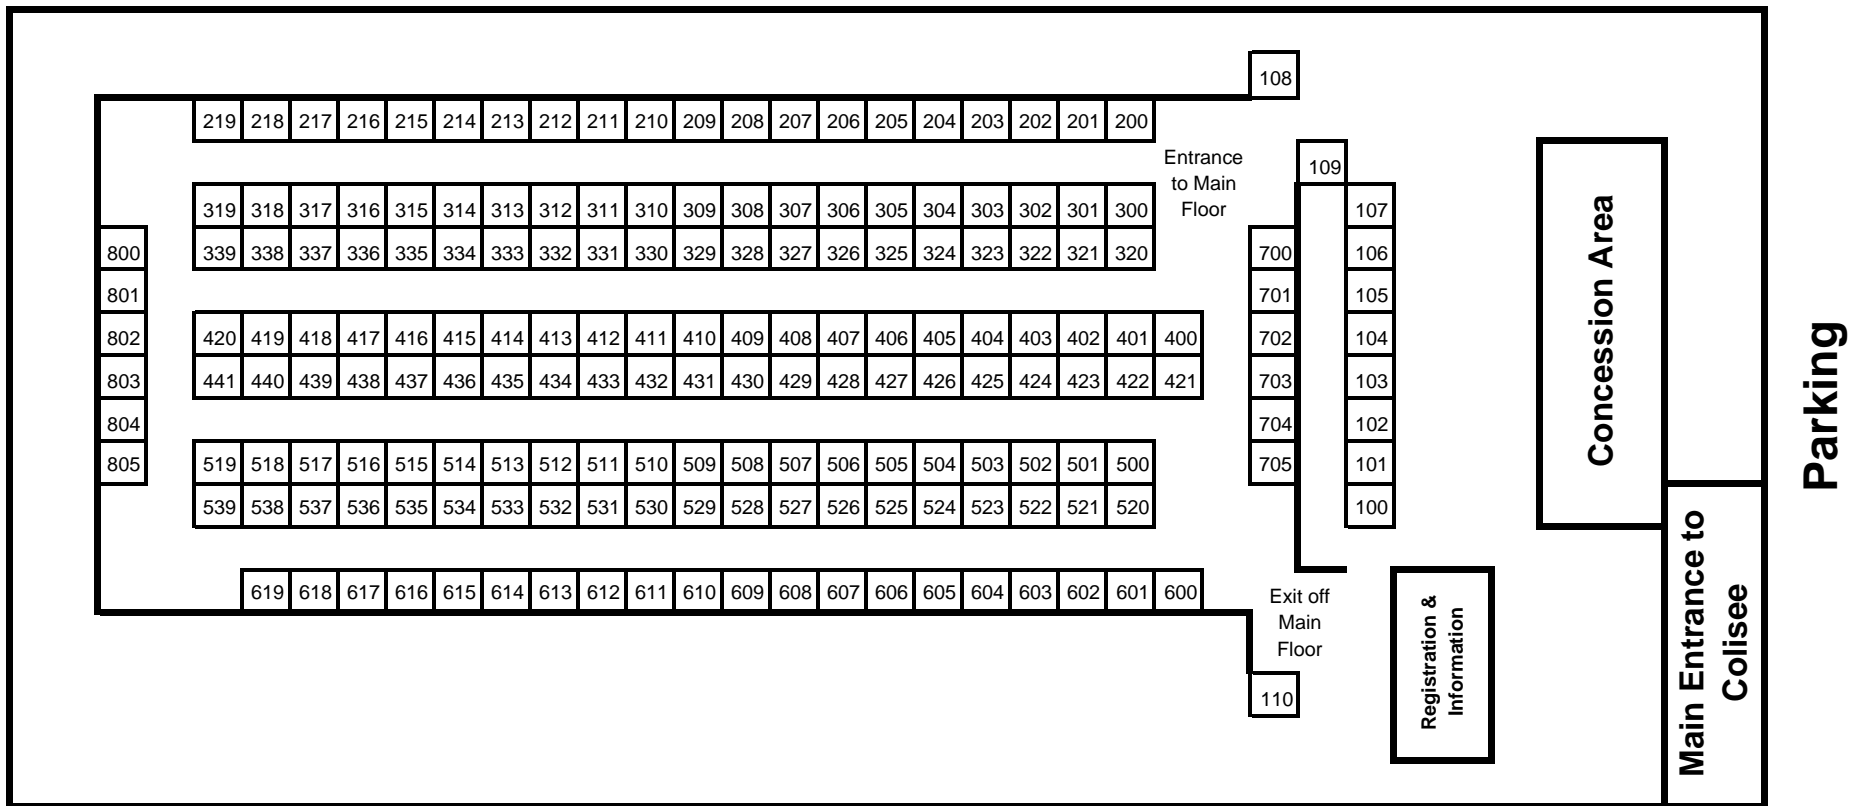 108
219 218 217 216 215 214 213 212 211 210 209 208 207 206 205 204 203 202 201 200
Entrance
to Main
Floor
109
319 318 317 316 315 314 313 312 311 310 309 308 307 306 305 304 303 302 301 300
107
800 339 338 337 336 335 334 333 332 331 330 329 328 327 326 325 324 323 322 321 320 700 106
801 701 105
802 420 419 418 417 416 415 414 413 412 411 410 409 408 407 406 405 404 403 402 401 400 702 104
803 441 440 439 438 437 436 435 434 433 432 431 430 429 428 427 426 425 424 423 422 421 703 103
804 704 102
805 519 518 517 516 515 514 513 512 511 510 509 508 507 506 505 504 503 502 501 500 705 101
539 538 537 536 535 534 533 532 531 530 529 528 527 526 525 524 523 522 521 520 100
619 618 617 616 615 614 613 612 611 610 609 608 607 606 605 604 603 602 601 600
Exit off
Main
Floor
110
Registration &
Information
Concession Area
Main Entrance to
Colisee
Parking